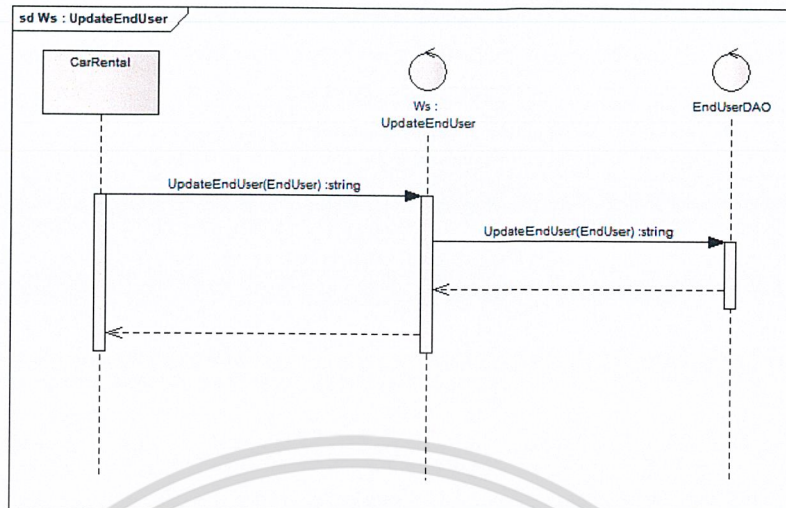 sd Ws : UpdateEndUser
CarRental
Ws :
UpdateEndUser
EndUserDAO
UpdateEndUser(EndUser) :string
UpdateEndUser(EndUser) :string